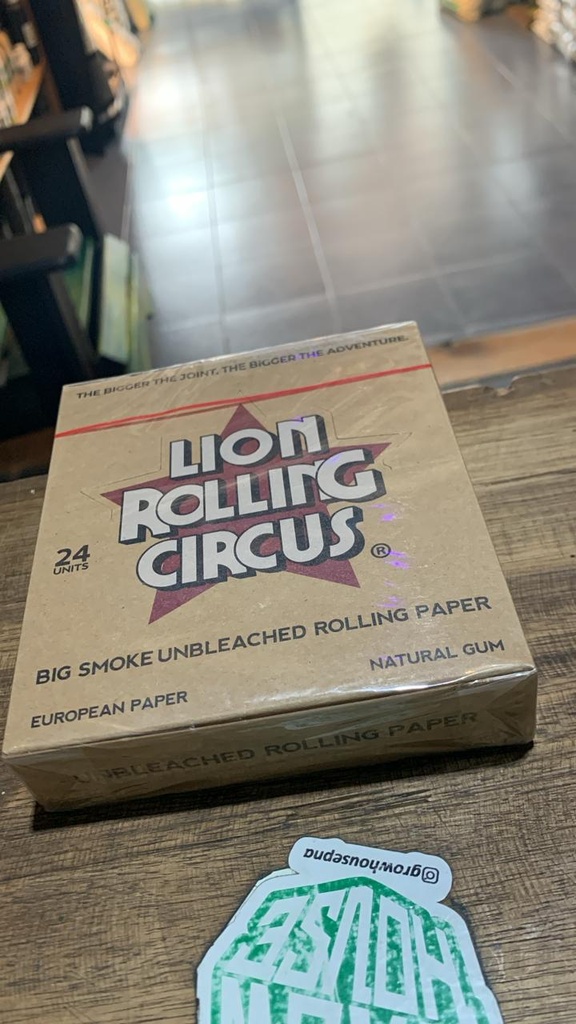 THE BIGGER THE JOINT. THE BIGGER THE ADVENTURE.
LION
ROLLING
CIRCUS
®
24
UNITS
BIG SMOKE UNBLEACHED ROLLING PAPER
EUROPEAN PAPER
NATURAL GUM
UNBLEACHED ROLLING PAPER
@growhousepna
HOUSE